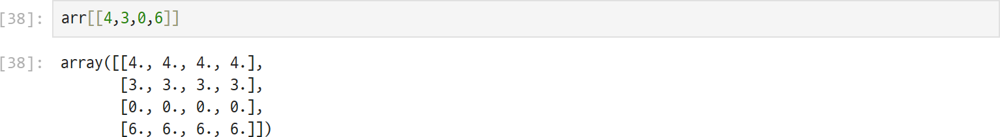 [38]: arr[[4,3,0,6]]
[38]: array([[4., 4., 4., 4.],
[3., 3., 3., 3.],
[0., 0., 0., 0.],
[6., 6., 6., 6.]])